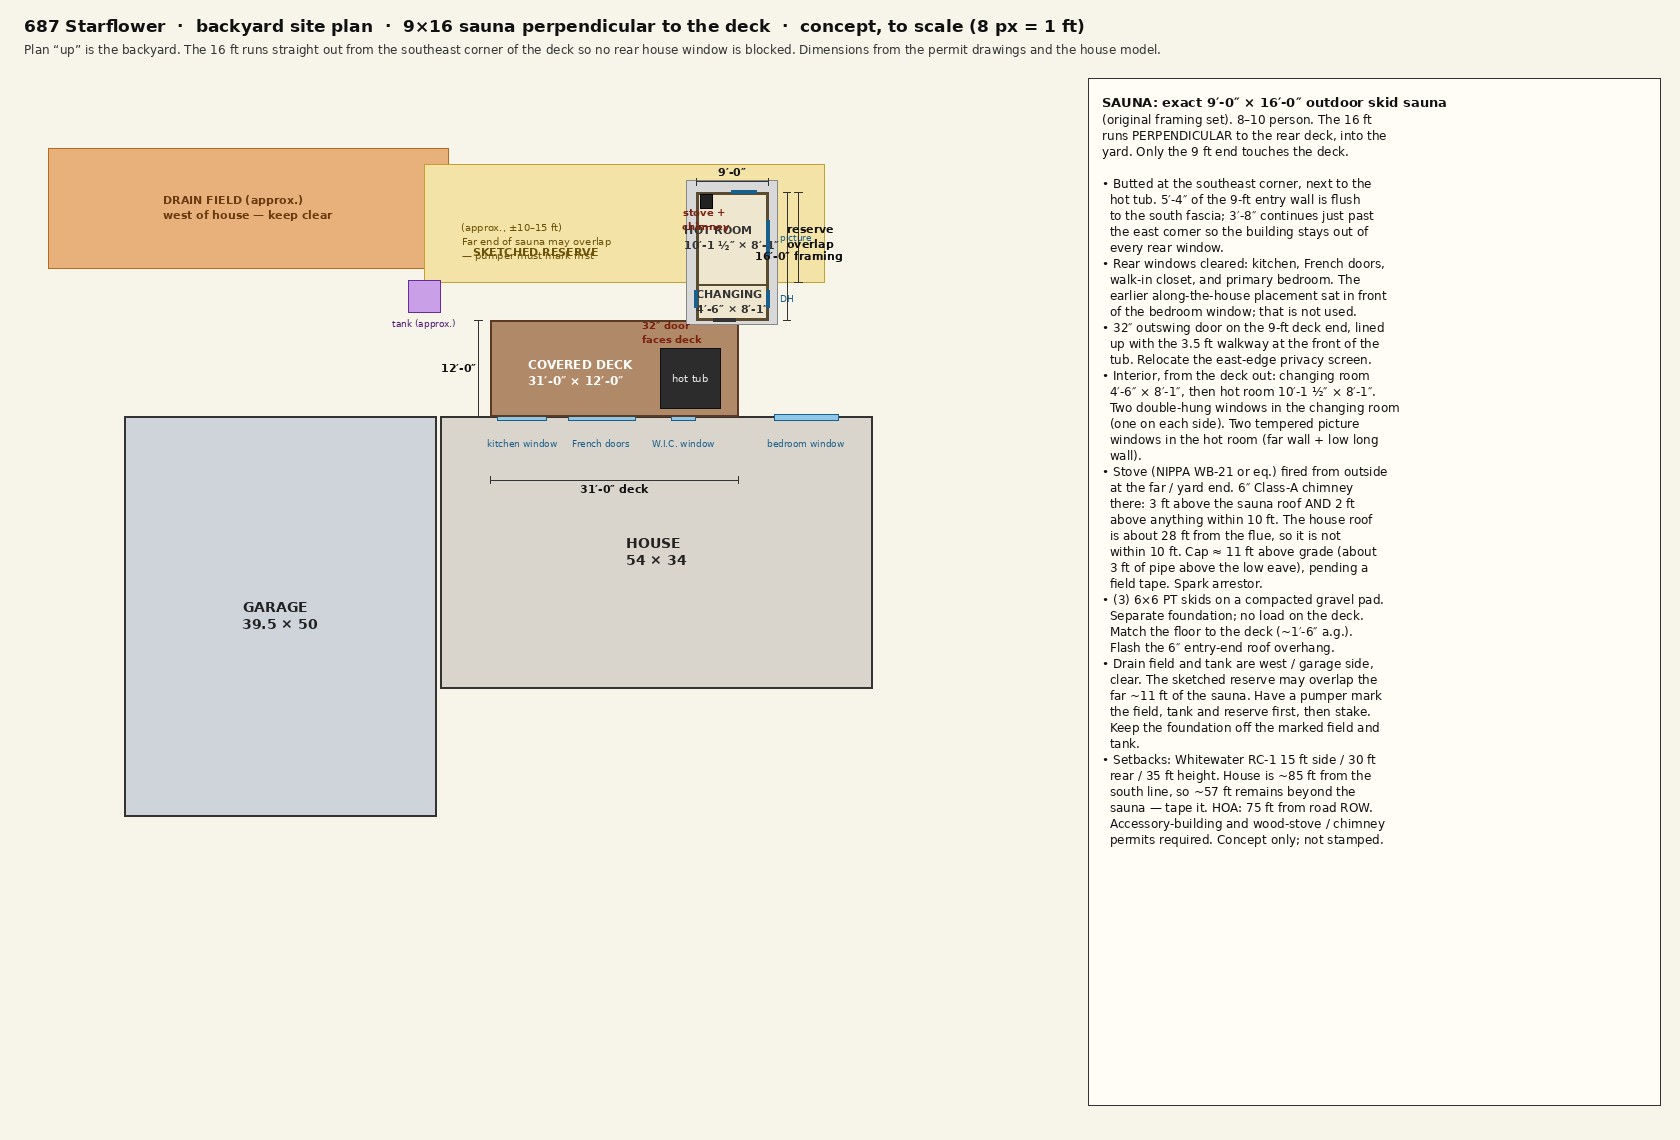 687 Starflower · backyard site plan · 9×16 sauna perpendicular to the deck · concept, to scale (8 px = 1 ft)
Plan “up” is the backyard. The 16 ft runs straight out from the southeast corner of the deck so no rear house window is blocked. Dimensions from the permit drawings and the house model.
DRAIN FIELD (approx.)
west of house — keep clear
(approx., ±10–15 ft)
Far end of sauna may overlap
SKETCHED RESERVE
— pumper must mark first
9′-0″
stove +
chimney
HOT ROOM
10′-1 ½″ × 8′-1″
picture
reserve
overlap
16′-0″ framing
CHANGING
4′-6″ × 8′-1″
DH
tank (approx.)
32″ door
faces deck
12′-0″
COVERED DECK
31′-0″ × 12′-0″
hot tub
kitchen window
French doors
W.I.C. window
bedroom window
31′-0″ deck
HOUSE
54 × 34
GARAGE
39.5 × 50
SAUNA: exact 9′-0″ × 16′-0″ outdoor skid sauna
(original framing set). 8–10 person. The 16 ft
runs PERPENDICULAR to the rear deck, into the
yard. Only the 9 ft end touches the deck.
• Butted at the southeast corner, next to the
hot tub. 5′-4″ of the 9-ft entry wall is flush
to the south fascia; 3′-8″ continues just past
the east corner so the building stays out of
every rear window.
• Rear windows cleared: kitchen, French doors,
walk-in closet, and primary bedroom. The
earlier along-the-house placement sat in front
of the bedroom window; that is not used.
• 32″ outswing door on the 9-ft deck end, lined
up with the 3.5 ft walkway at the front of the
tub. Relocate the east-edge privacy screen.
• Interior, from the deck out: changing room
4′-6″ × 8′-1″, then hot room 10′-1 ½″ × 8′-1″.
Two double-hung windows in the changing room
(one on each side). Two tempered picture
windows in the hot room (far wall + low long
wall).
• Stove (NIPPA WB-21 or eq.) fired from outside
at the far / yard end. 6″ Class-A chimney
there: 3 ft above the sauna roof AND 2 ft
above anything within 10 ft. The house roof
is about 28 ft from the flue, so it is not
within 10 ft. Cap ≈ 11 ft above grade (about
3 ft of pipe above the low eave), pending a
field tape. Spark arrestor.
• (3) 6×6 PT skids on a compacted gravel pad.
Separate foundation; no load on the deck.
Match the floor to the deck (~1′-6″ a.g.).
Flash the 6″ entry-end roof overhang.
• Drain field and tank are west / garage side,
clear. The sketched reserve may overlap the
far ~11 ft of the sauna. Have a pumper mark
the field, tank and reserve first, then stake.
Keep the foundation off the marked field and
tank.
• Setbacks: Whitewater RC-1 15 ft side / 30 ft
rear / 35 ft height. House is ~85 ft from the
south line, so ~57 ft remains beyond the
sauna — tape it. HOA: 75 ft from road ROW.
Accessory-building and wood-stove / chimney
permits required. Concept only; not stamped.